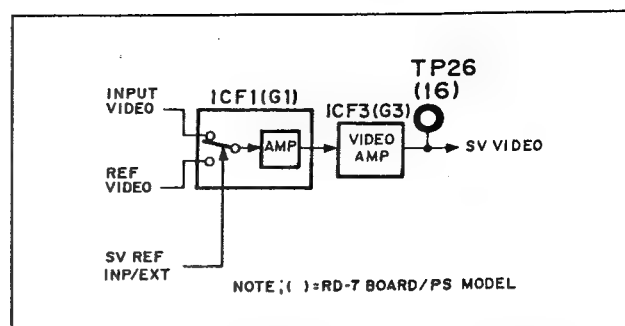 TP26
(16)
ICF1(G1)
ICF3(G3)
INPUT
VIDEO
AMP
VIDEO
AMP
SV VIDEO
REF
VIDEO
SV REF
INP/EXT
NOTE;( )=RD-7 BOARD/PS MODEL